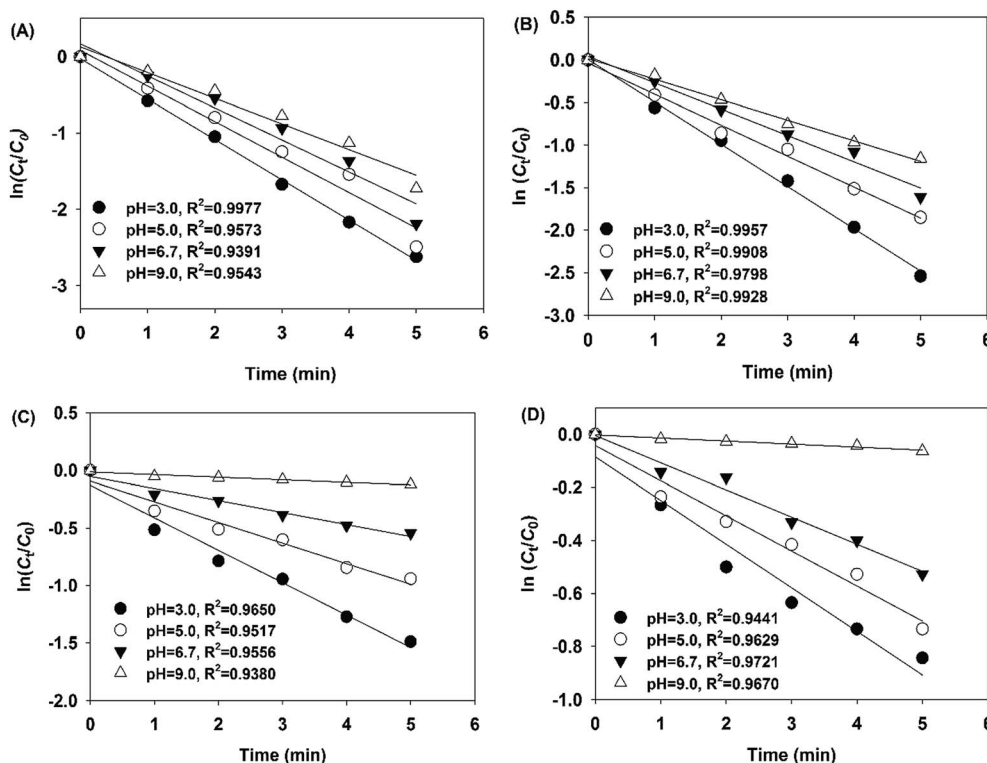 (A)
0
-1
-2
-3
ln(Cₜ/C₀)
pH=3.0, R²=0.9977
pH=5.0, R²=0.9573
pH=6.7, R²=0.9391
pH=9.0, R²=0.9543
0 1 2 3 4 5 6
Time (min)
(B)
0.5
0.0
-0.5
-1.0
-1.5
-2.0
-2.5
-3.0
ln (Cₜ/C₀)
pH=3.0, R²=0.9957
pH=5.0, R²=0.9908
pH=6.7, R²=0.9798
pH=9.0, R²=0.9928
0 1 2 3 4 5 6
Time (min)
(C)
0.5
0.0
-0.5
-1.0
-1.5
-2.0
ln(Cₜ/C₀)
pH=3.0, R²=0.9650
pH=5.0, R²=0.9517
pH=6.7, R²=0.9556
pH=9.0, R²=0.9380
0 1 2 3 4 5 6
Time (min)
(D)
0.0
-0.2
-0.4
-0.6
-0.8
-1.0
ln (Cₜ/C₀)
pH=3.0, R²=0.9441
pH=5.0, R²=0.9629
pH=6.7, R²=0.9721
pH=9.0, R²=0.9670
0 1 2 3 4 5 6
Time (min)